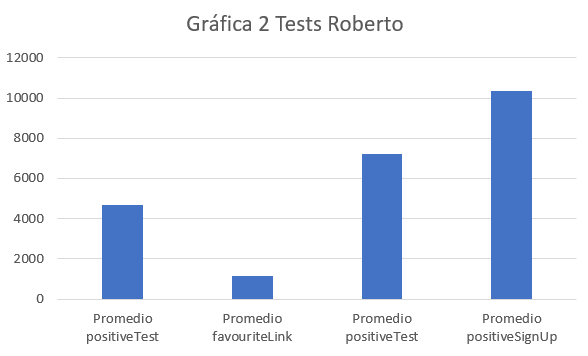 Gráfica 2 Tests Roberto
12000
10000
8000
6000
4000
2000
0
Promedio positiveTest
Promedio favouriteLink
Promedio positiveTest
Promedio positiveSignUp